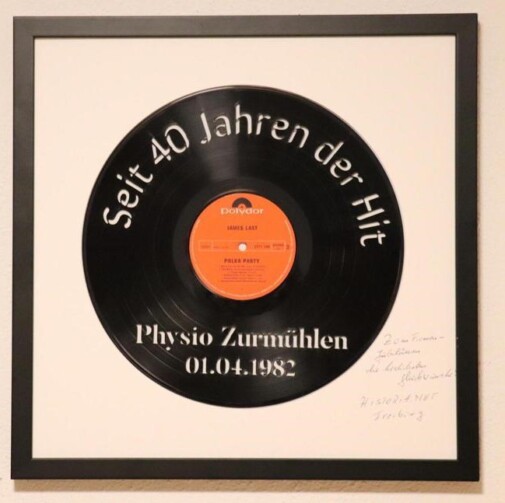 Seit 40 Jahren der Hit
polydor
JAMES LAST
POLKA PARTY
Physio Zurmühlen
01.04.1982
Zum Firmen-
Jubiläum
die herzlichsten
Glückwünsche